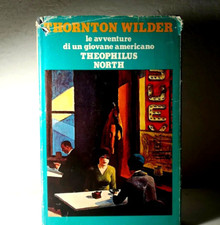 THORNTON WILDER
le avventure
di un giovane americano
THEOPHILUS
NORTH